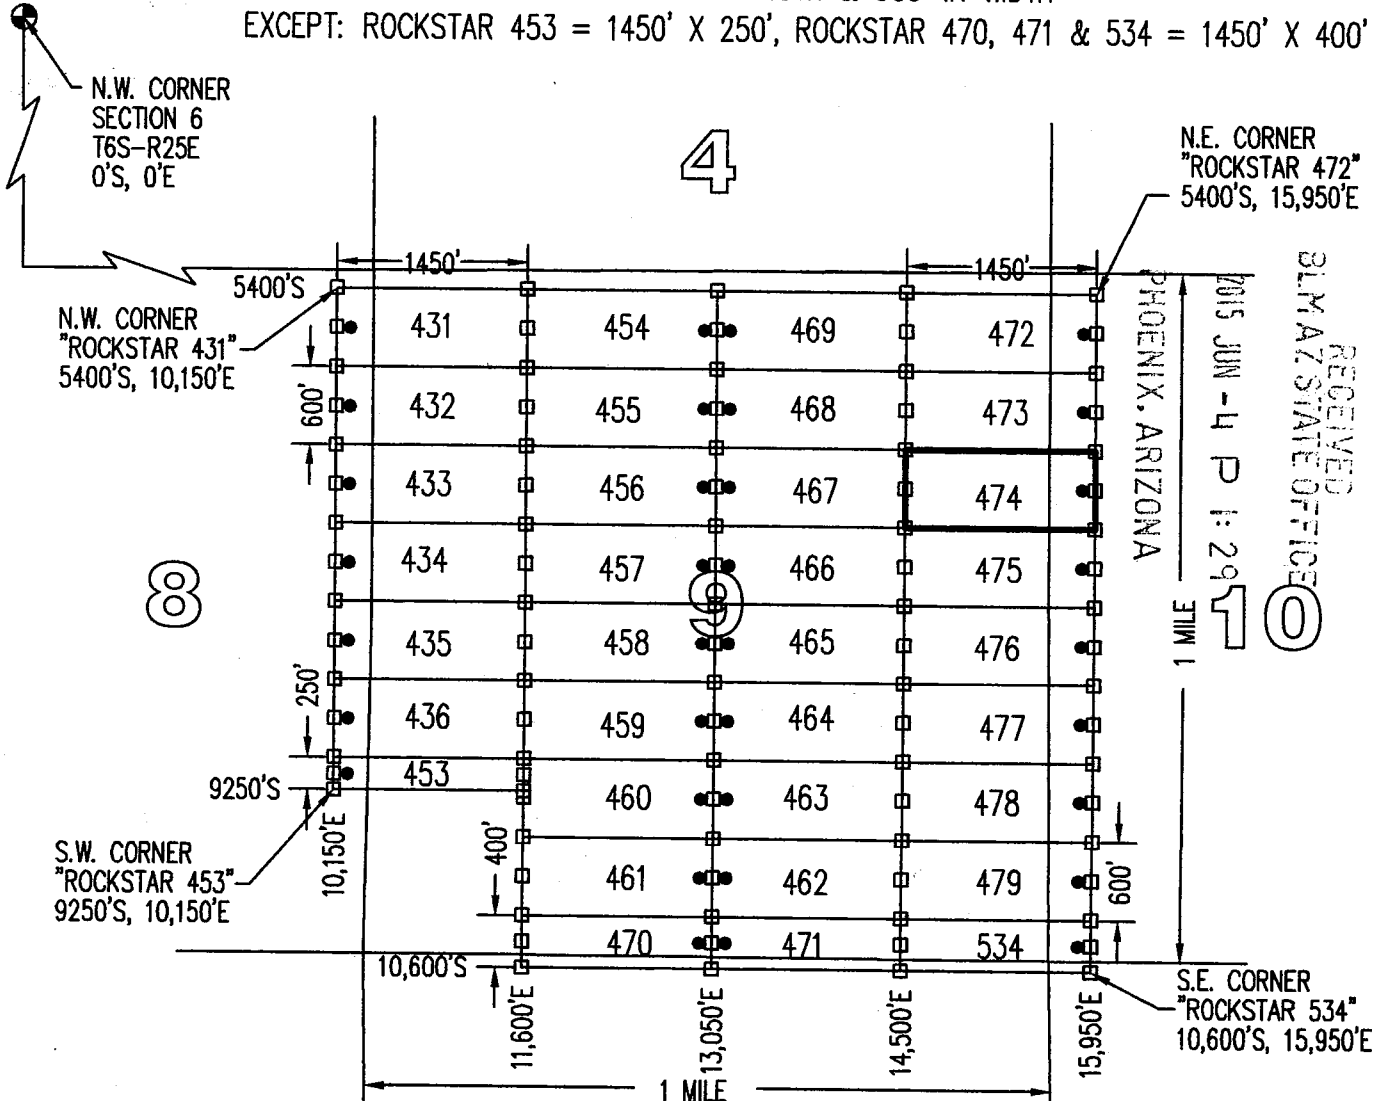 EXCEPT: ROCKSTAR 453 = 1450' X 250', ROCKSTAR 470, 471 & 534 = 1450' X 400'
N.W. CORNER
SECTION 6
T6S-R25E
0'S, 0'E
4
N.E. CORNER
"ROCKSTAR 472"
5400'S, 15,950'E
1450'
1450'
5400'S
N.W. CORNER
"ROCKSTAR 431"
5400'S, 10,150'E
600'
431 454 469 472
432 455 468 473
433 456 467 474
434 457 466 475
8
9
10
435 458 465 476
250'
436 459 464 477
453
9250'S
460 463 478
10,150'E
S.W. CORNER
"ROCKSTAR 453"
9250'S, 10,150'E
400'
461 462 479
600'
470 471 534
10,600'S
11,600'E
13,050'E
14,500'E
15,950'E
S.E. CORNER
"ROCKSTAR 534"
10,600'S, 15,950'E
1 MILE
1 MILE
RECEIVED
BLM AZ STATE OFFICE
2015 JUN -4 P 1:29
PHOENIX, ARIZONA